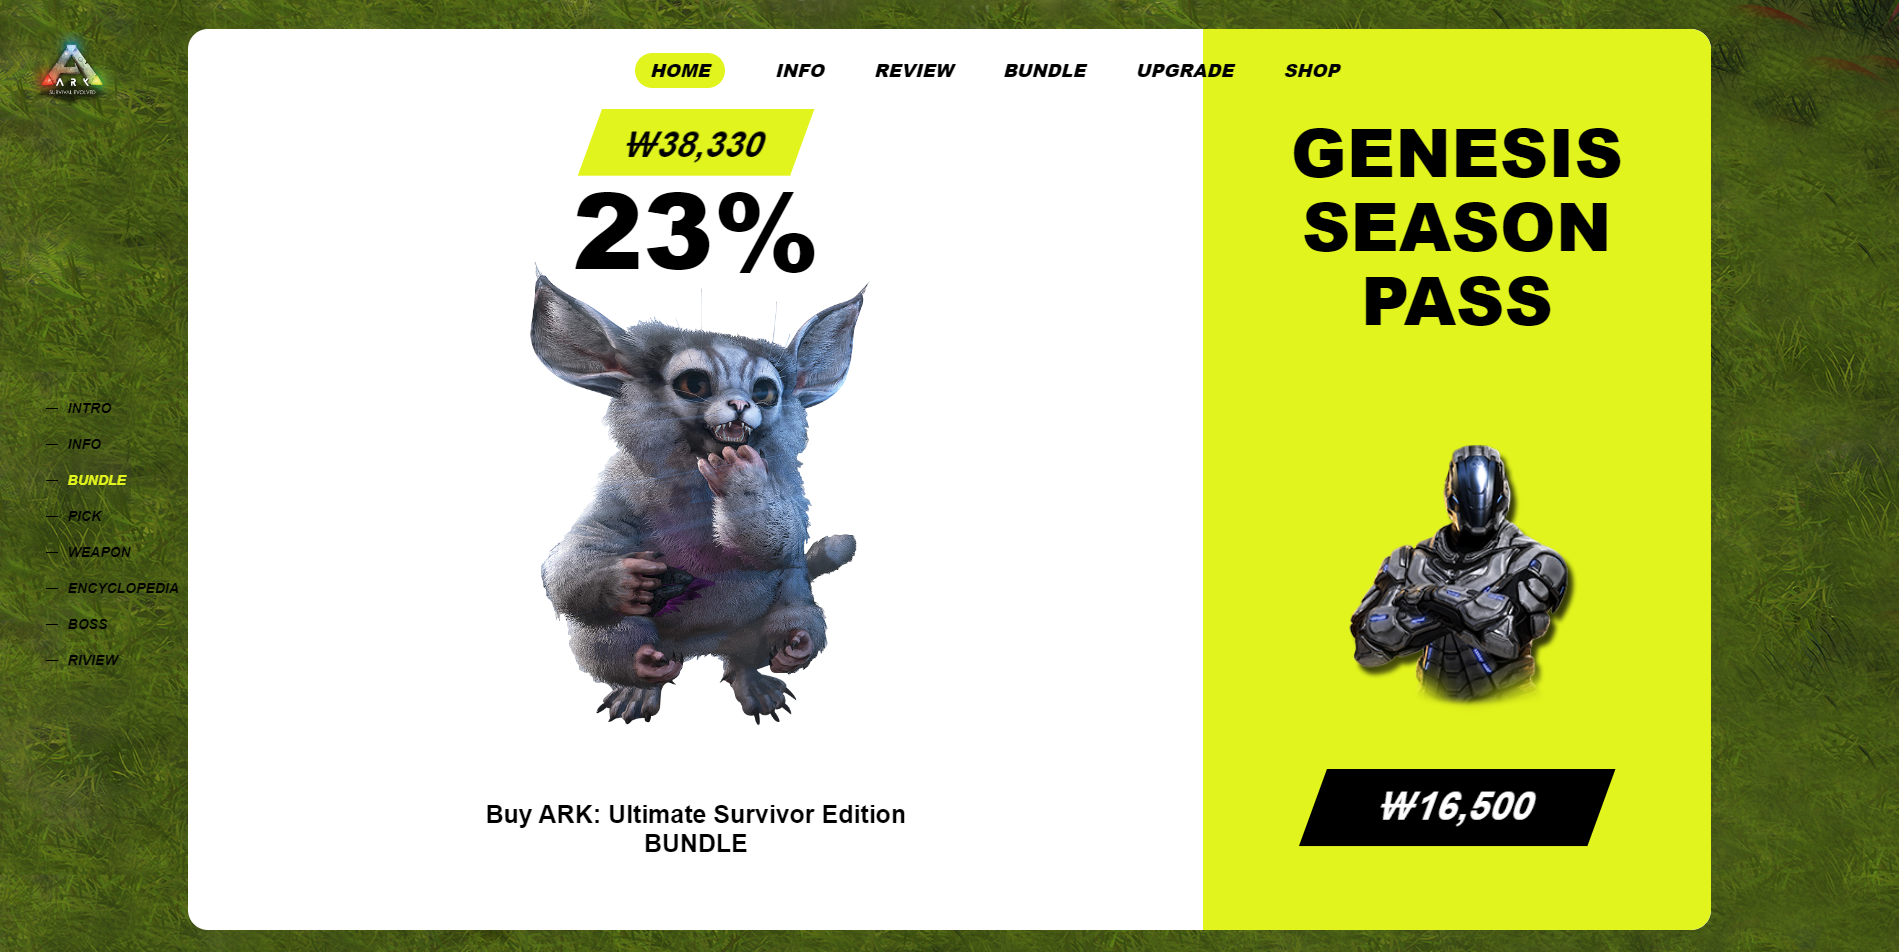 ARK
SURVIVAL EVOLVED
HOME
INFO
REVIEW
BUNDLE
UPGRADE
SHOP
INTRO
INFO
BUNDLE
PICK
WEAPON
ENCYCLOPEDIA
BOSS
RIVIEW
₩38,330
23%
Buy ARK: Ultimate Survivor Edition
BUNDLE
GENESIS
SEASON
PASS
₩16,500